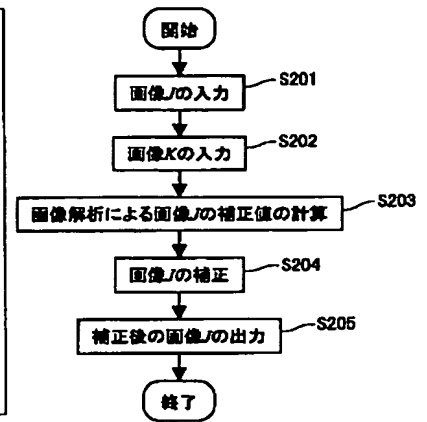 開始
画像Jの入力
S201
画像Kの入力
S202
画像解析による画像Jの補正値の計算
S203
画像Jの補正
S204
補正後の画像Jの出力
S205
終了